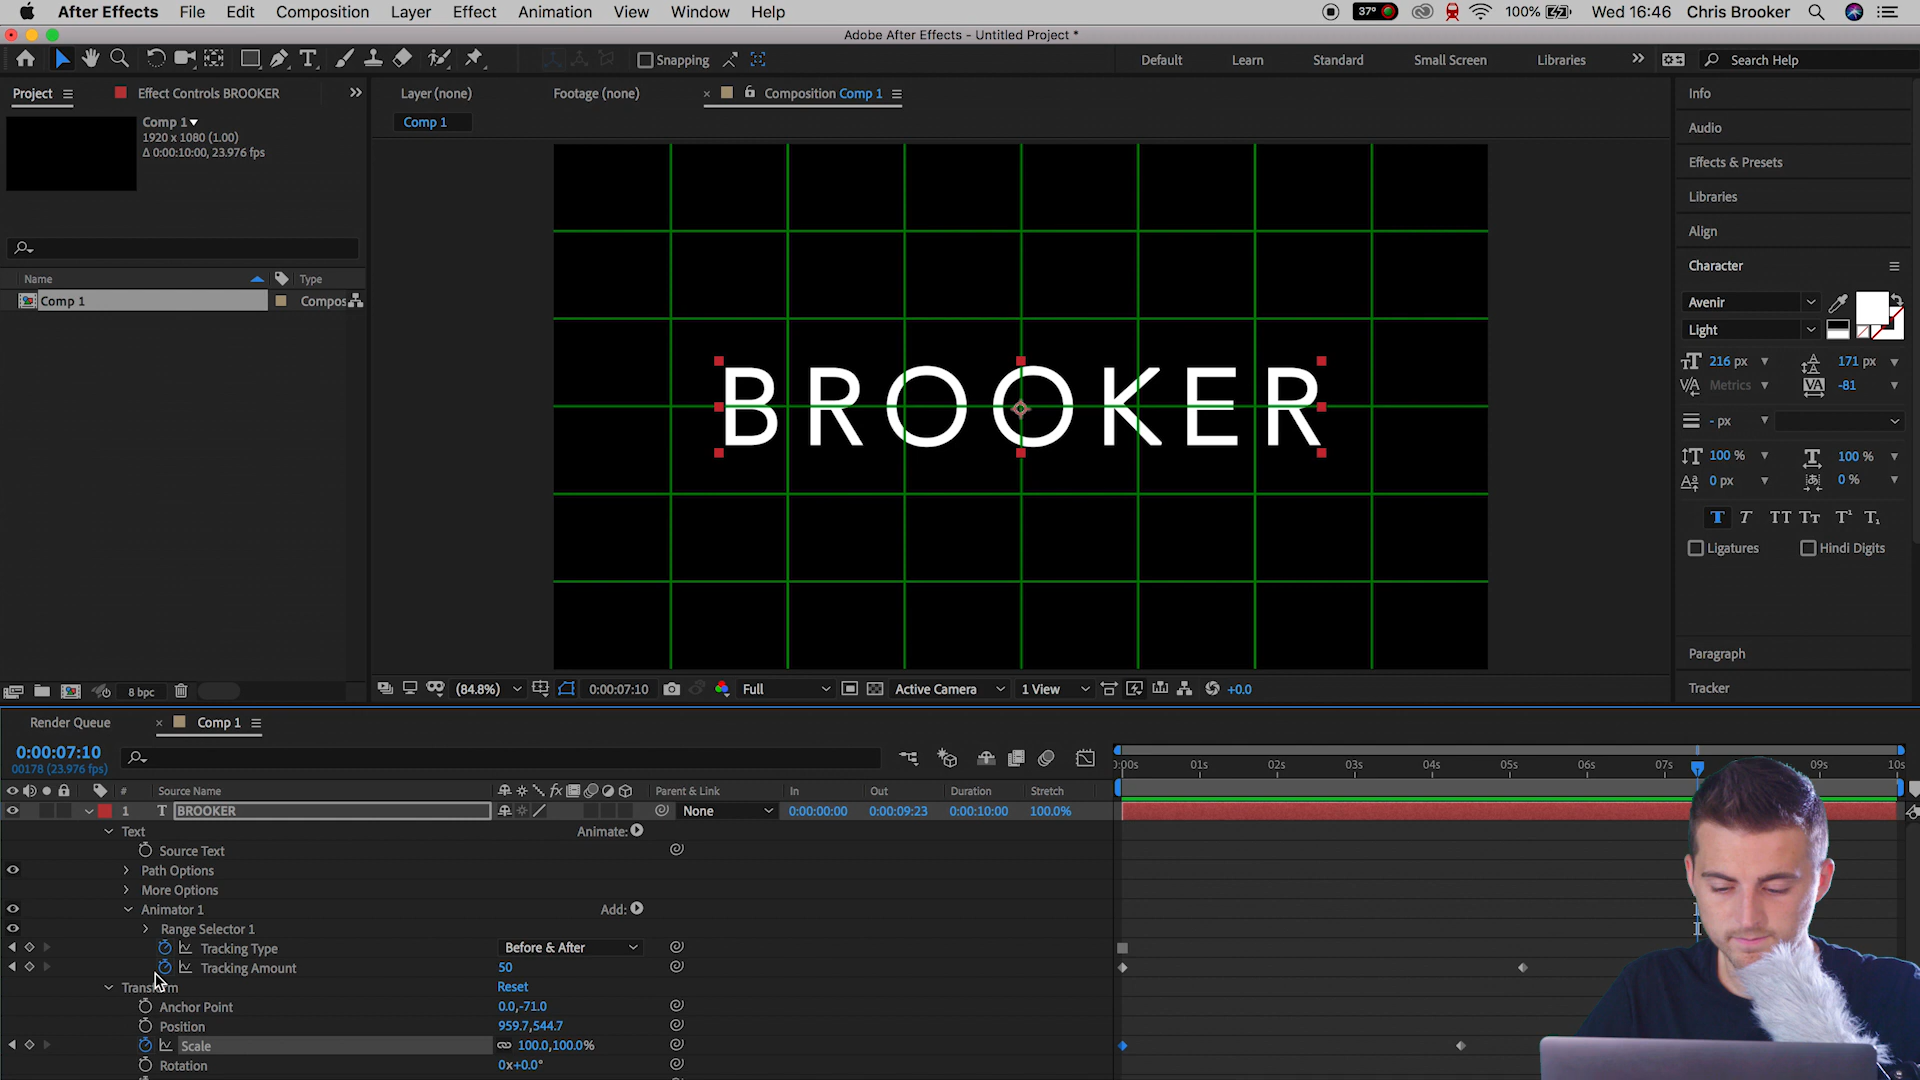 After Effects File Edit Composition Layer Effect Animation View Window Help 37° 100% Wed 16:46 Chris Brooker
Adobe After Effects - Untitled Project *
Snapping Default Learn Standard Small Screen Libraries Search Help
Project Effect Controls BROOKER Layer (none) Footage (none) Composition Comp 1 Info
Comp 1
Comp 1
1920 x 1080 (1.00)
Δ 0:00:10:00, 23.976 fps
Audio
Effects & Presets
Libraries
Align
Character
Name Type
Comp 1 Compos
Avenir
Light
216 px 171 px
Metrics -81
- px
100 % 100 %
0 px 0 %
T T TT Tr T¹ T₁
Ligatures Hindi Digits
Paragraph
Tracker
BROOKER
8 bpc (84.8%) 0:00:07:10 Full Active Camera 1 View +0.0
Render Queue Comp 1
0:00:07:10
00178 (23.976 fps)
:00s 01s 02s 03s 04s 05s 06s 07s 09s 10s
# Source Name Parent & Link In Out Duration Stretch
1 T BROOKER None 0:00:00:00 0:00:09:23 0:00:10:00 100.0%
Text Animate:
Source Text
Path Options
More Options
Animator 1 Add:
Range Selector 1
Tracking Type Before & After
Tracking Amount 50
Transform Reset
Anchor Point 0.0,-71.0
Position 959.7,544.7
Scale 100.0,100.0%
Rotation 0x+0.0°